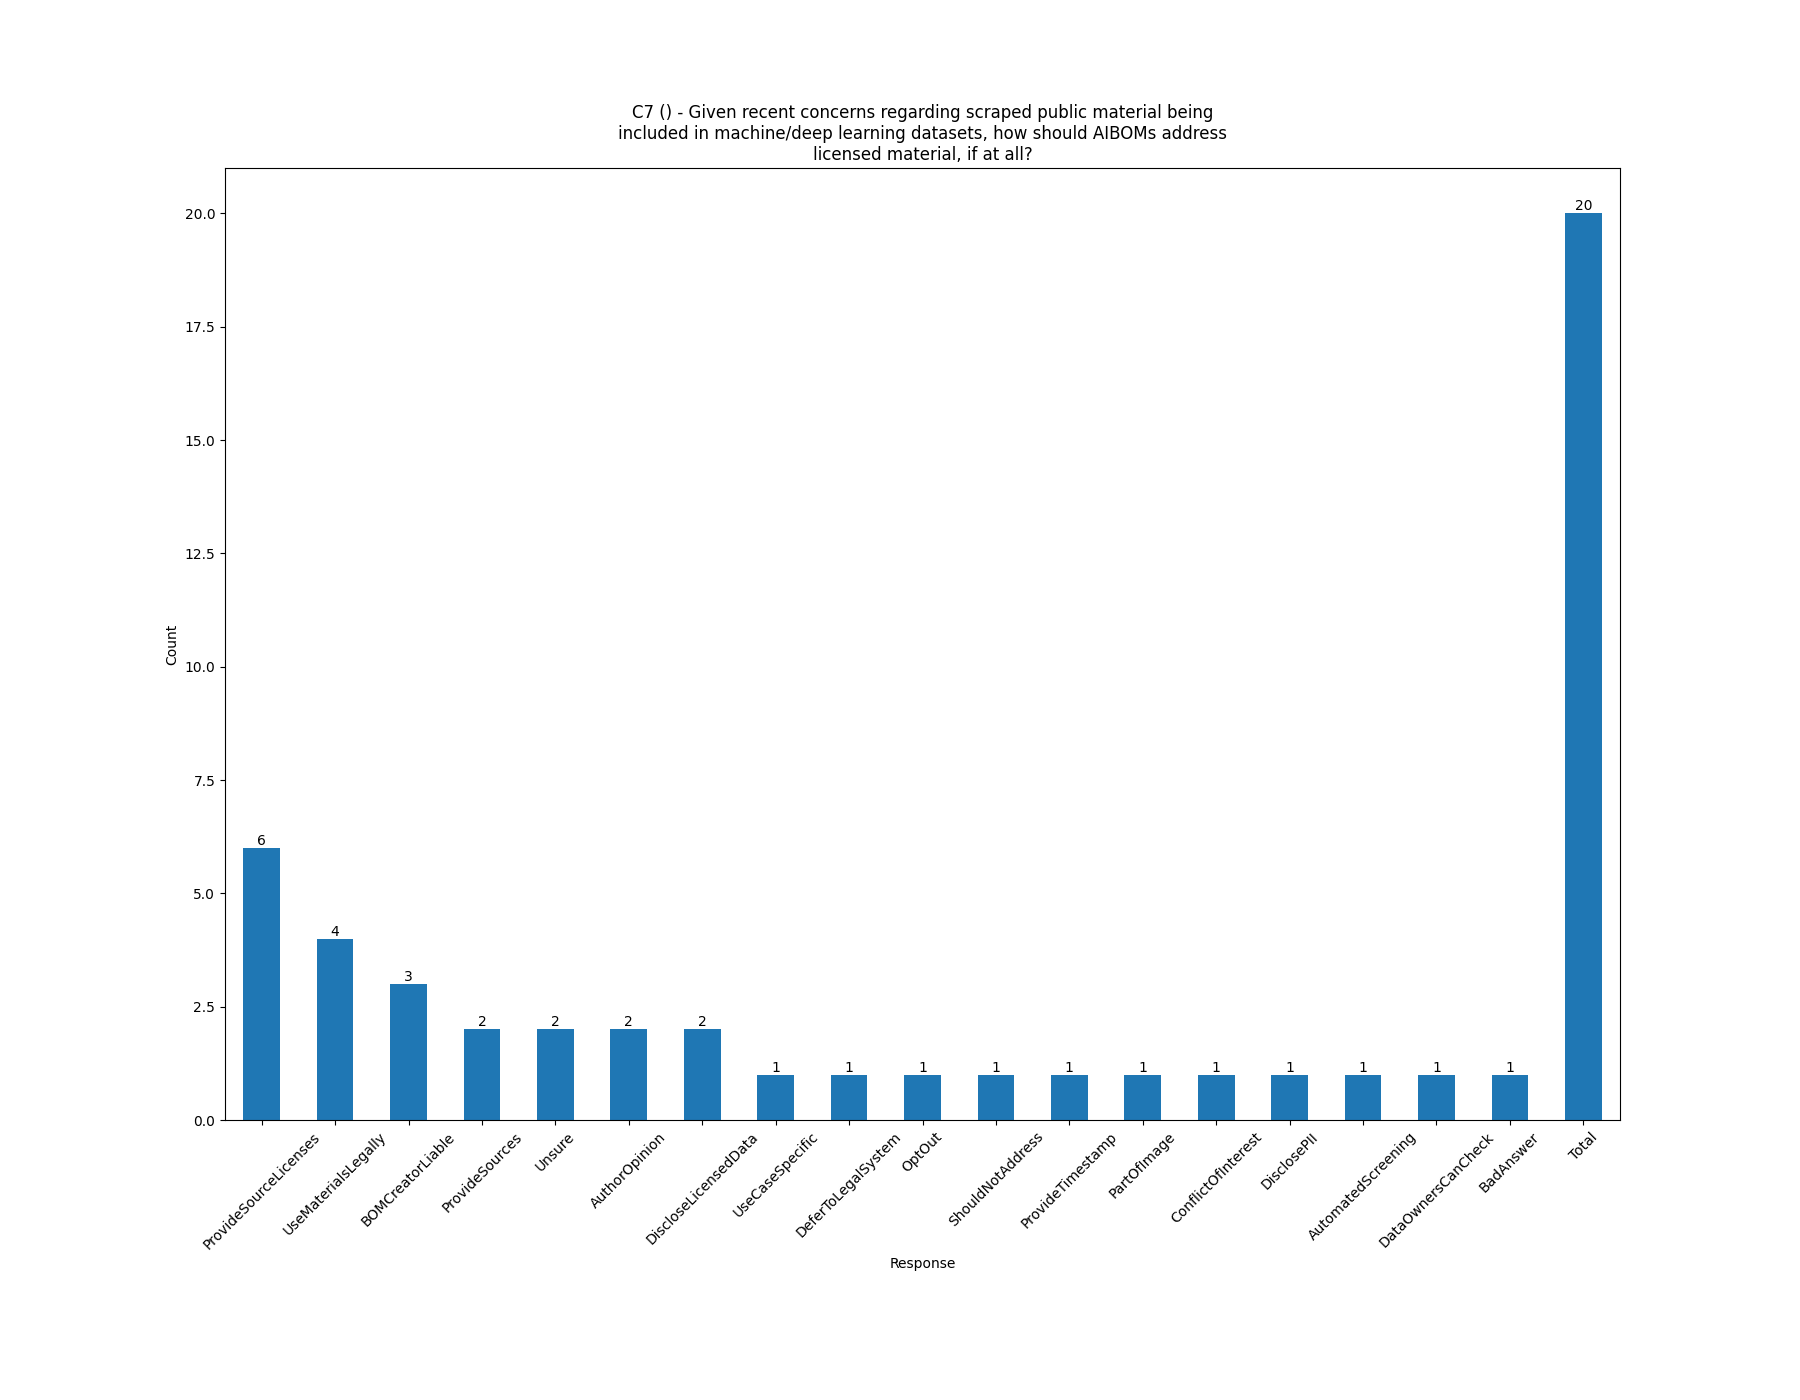 C7 () - Given recent concerns regarding scraped public material being
included in machine/deep learning datasets, how should AIBOMs address
licensed material, if at all?
20.0
17.5
15.0
12.5
10.0
7.5
5.0
2.5
0.0
Count
6
4
3
2
2
2
2
1
1
1
1
1
1
1
1
1
1
1
20
ProvideSourceLicenses
UseMaterialsLegally
BOMCreatorLiable
ProvideSources
Unsure
AuthorOpinion
DiscloseLicensedData
UseCaseSpecific
DeferToLegalSystem
OptOut
ShouldNotAddress
ProvideTimestamp
PartOfImage
ConflictOfInterest
DisclosePII
AutomatedScreening
DataOwnersCanCheck
BadAnswer
Total
Response